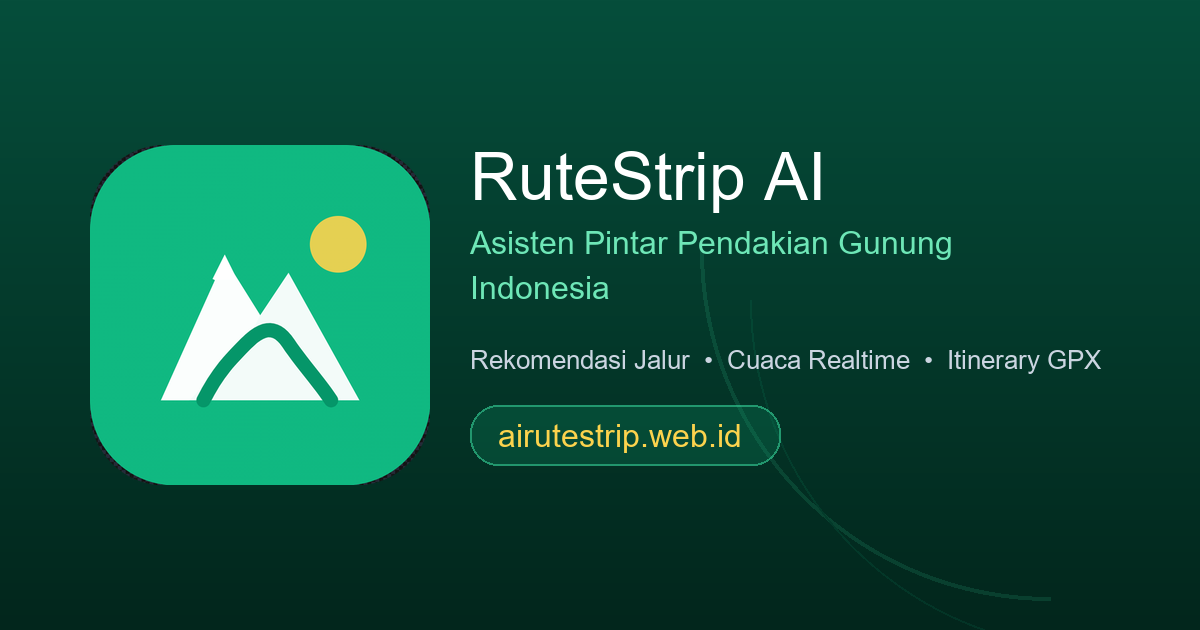 RuteStrip AI
Asisten Pintar Pendakian Gunung
Indonesia
Rekomendasi Jalur • Cuaca Realtime • Itinerary GPX
airutestrip.web.id